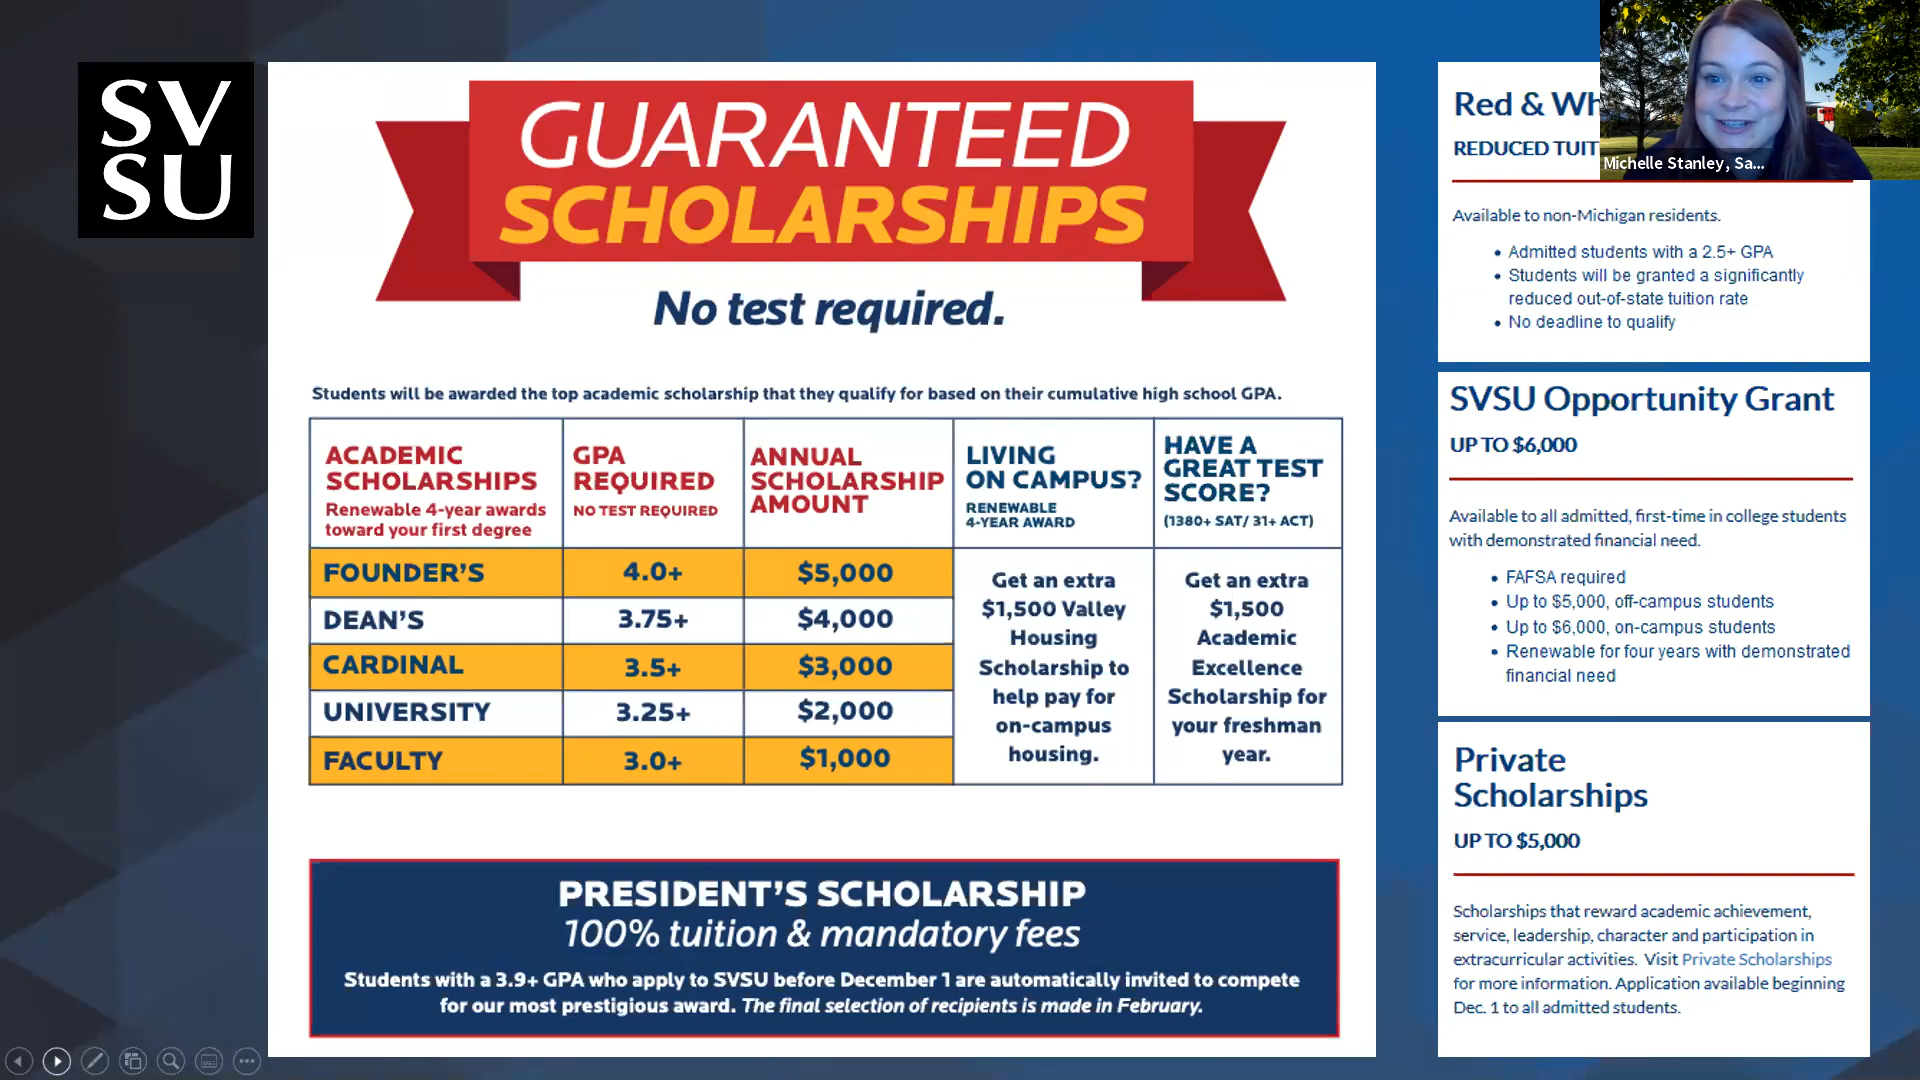 SV
SU
GUARANTEED
SCHOLARSHIPS
No test required.
Students will be awarded the top academic scholarship that they qualify for based on their cumulative high school GPA.
ACADEMIC
SCHOLARSHIPS
Renewable 4-year awards
toward your first degree
GPA
REQUIRED
NO TEST REQUIRED
ANNUAL
SCHOLARSHIP
AMOUNT
LIVING
ON CAMPUS?
RENEWABLE
4-YEAR AWARD
HAVE A
GREAT TEST
SCORE?
(1380+ SAT/ 31+ ACT)
FOUNDER'S 4.0+ $5,000
DEAN'S 3.75+ $4,000
CARDINAL 3.5+ $3,000
UNIVERSITY 3.25+ $2,000
FACULTY 3.0+ $1,000
Get an extra
$1,500 Valley
Housing
Scholarship to
help pay for
on-campus
housing.
Get an extra
$1,500
Academic
Excellence
Scholarship for
your freshman
year.
PRESIDENT'S SCHOLARSHIP
100% tuition & mandatory fees
Students with a 3.9+ GPA who apply to SVSU before December 1 are automatically invited to compete
for our most prestigious award. The final selection of recipients is made in February.
Red & Wh
REDUCED TUIT
Michelle Stanley, Sa...
Available to non-Michigan residents.
• Admitted students with a 2.5+ GPA
• Students will be granted a significantly
reduced out-of-state tuition rate
• No deadline to qualify
SVSU Opportunity Grant
UP TO $6,000
Available to all admitted, first-time in college students
with demonstrated financial need.
• FAFSA required
• Up to $5,000, off-campus students
• Up to $6,000, on-campus students
• Renewable for four years with demonstrated
financial need
Private
Scholarships
UP TO $5,000
Scholarships that reward academic achievement,
service, leadership, character and participation in
extracurricular activities. Visit Private Scholarships
for more information. Application available beginning
Dec. 1 to all admitted students.